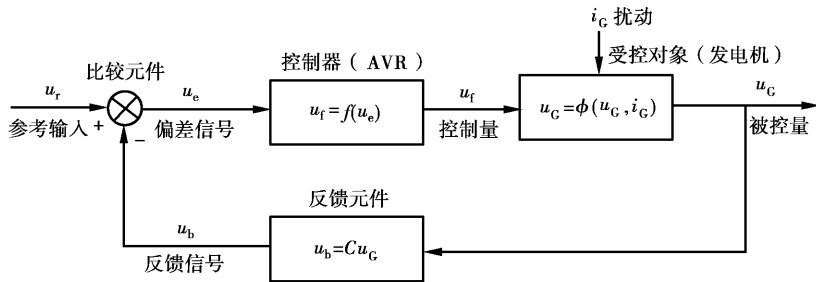 i_G 扰动
控制器(AVR)
受控对象(发电机)
比较元件
u_r
u_e
u_f=f(u_e)
u_f
u_G=ϕ(u_G,i_G)
u_G
参考输入 +
−
偏差信号
控制量
被控量
反馈元件
u_b
u_b=Cu_G
反馈信号